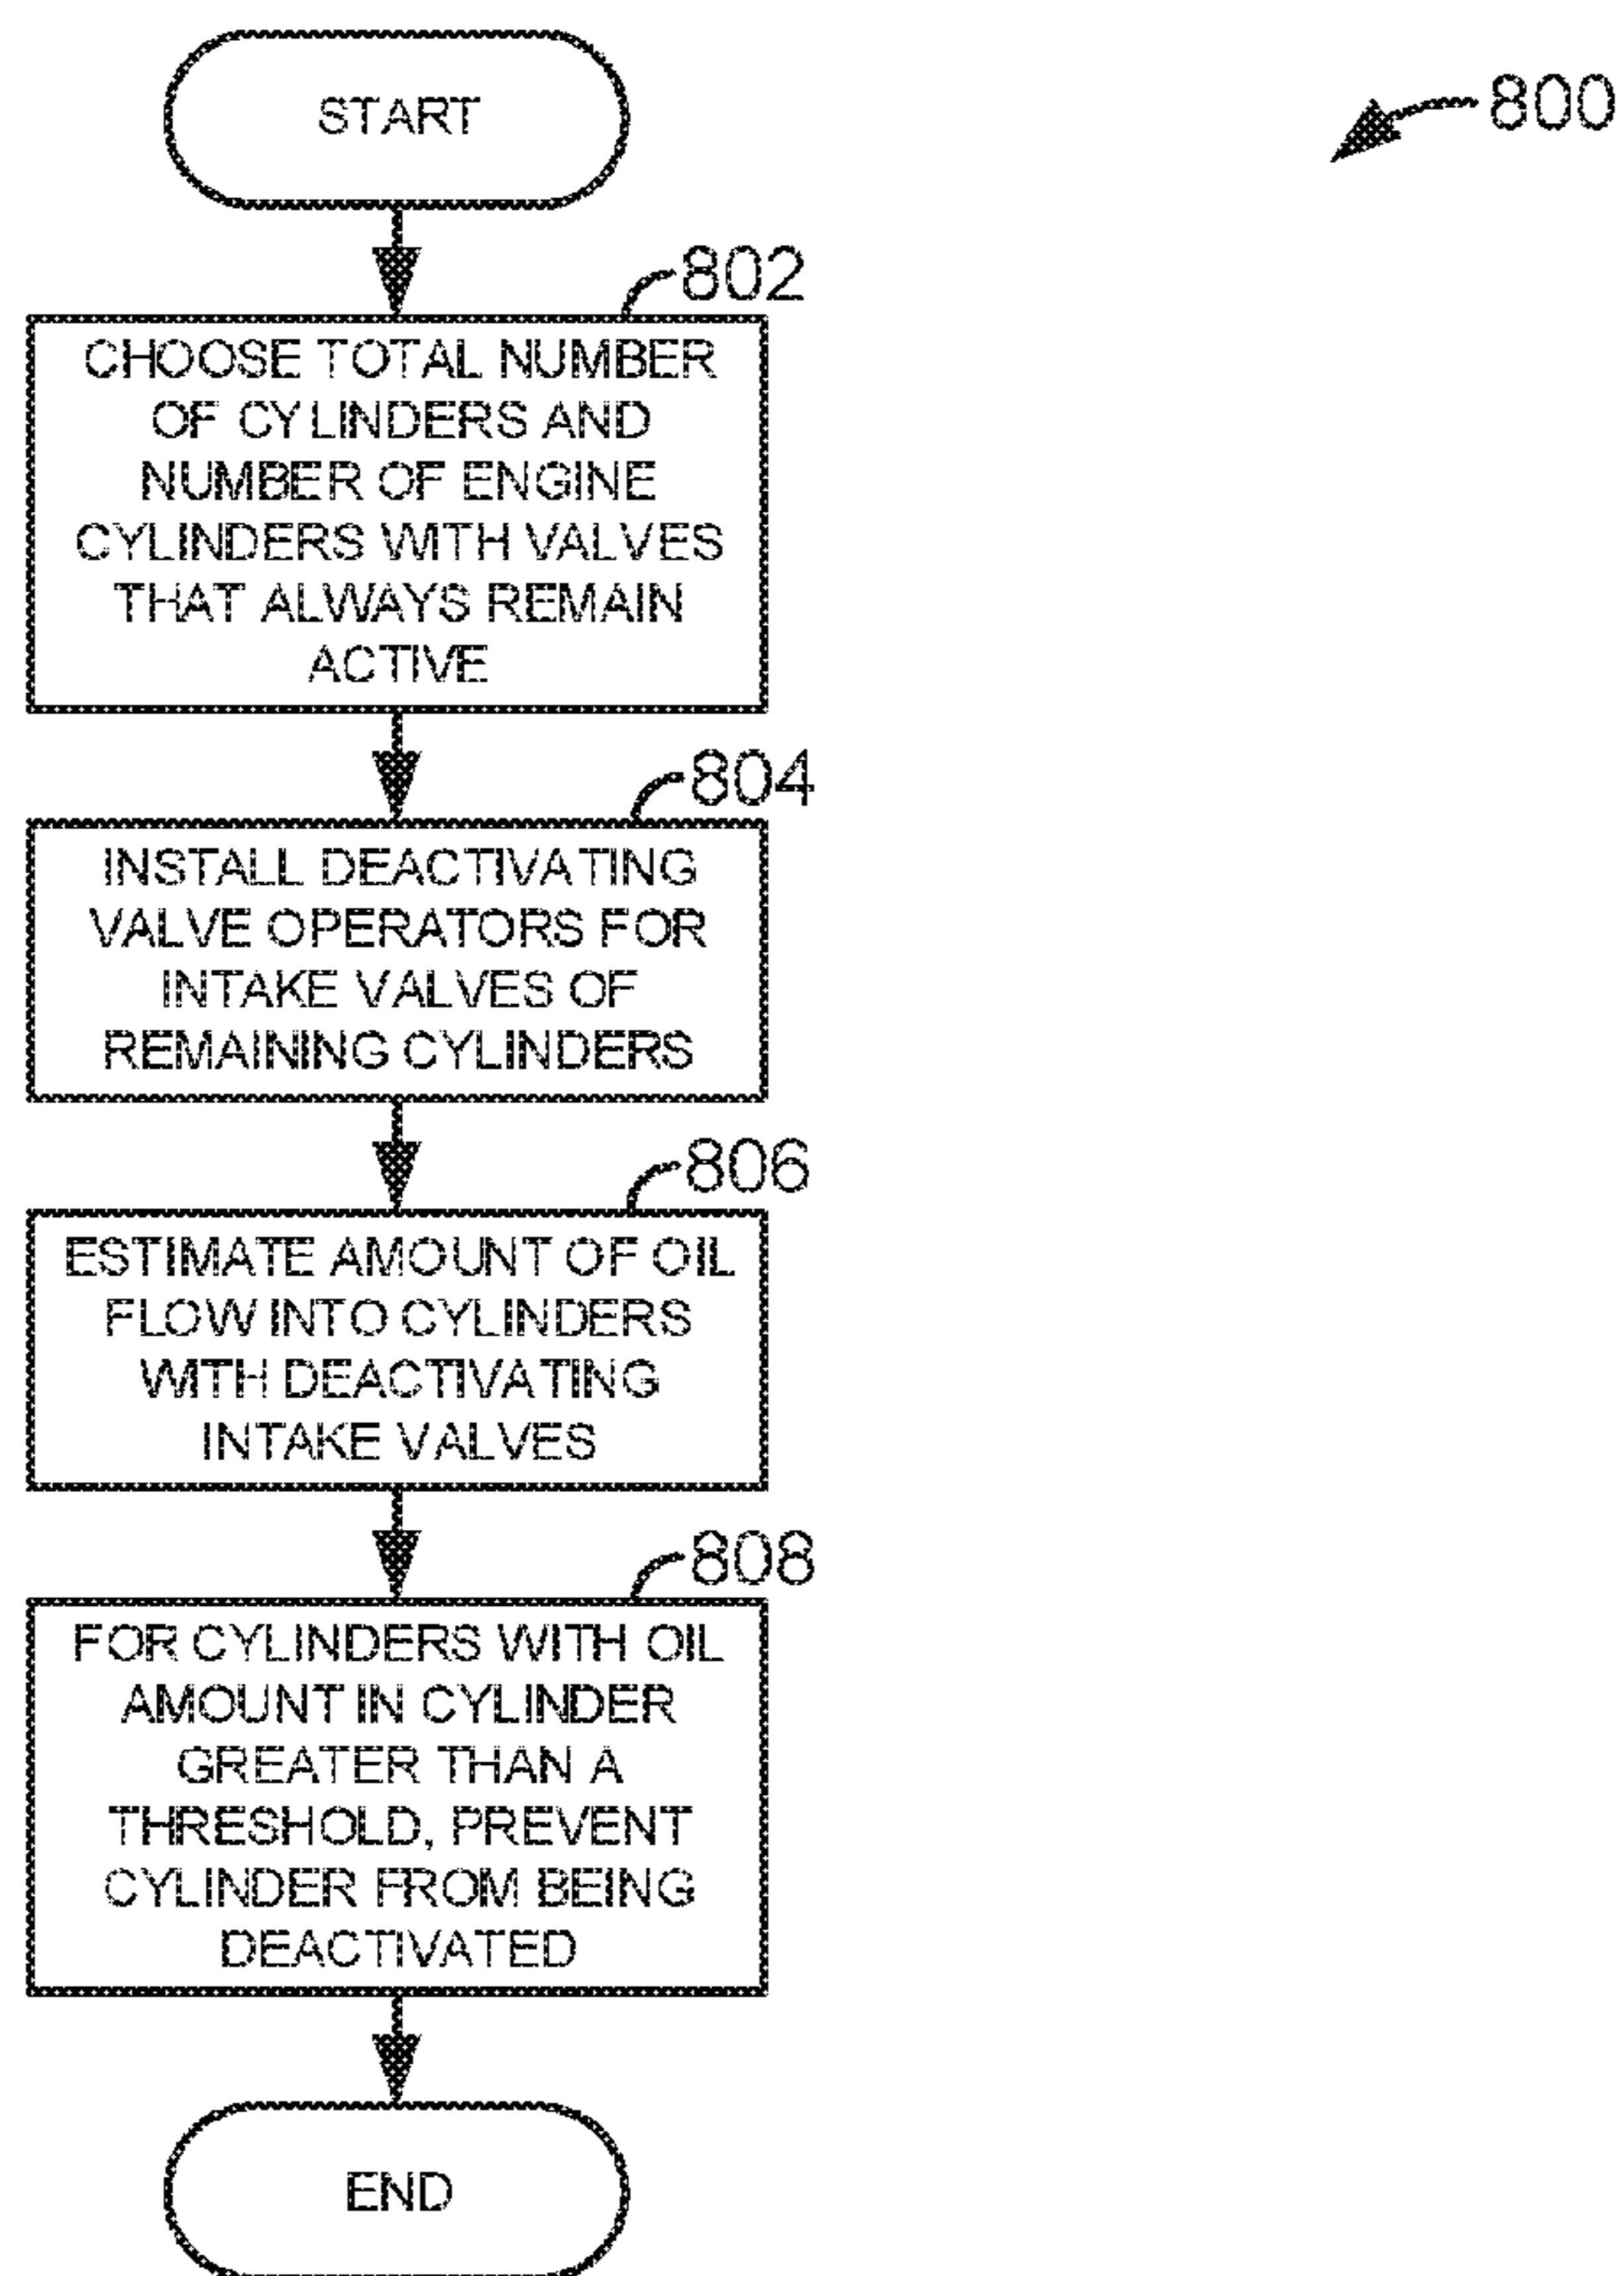 START
800
802
CHOOSE TOTAL NUMBER
OF CYLINDERS AND
NUMBER OF ENGINE
CYLINDERS WITH VALVES
THAT ALWAYS REMAIN
ACTIVE
804
INSTALL DEACTIVATING
VALVE OPERATORS FOR
INTAKE VALVES OF
REMAINING CYLINDERS
806
ESTIMATE AMOUNT OF OIL
FLOW INTO CYLINDERS
WITH DEACTIVATING
INTAKE VALVES
808
FOR CYLINDERS WITH OIL
AMOUNT IN CYLINDER
GREATER THAN A
THRESHOLD, PREVENT
CYLINDER FROM BEING
DEACTIVATED
END